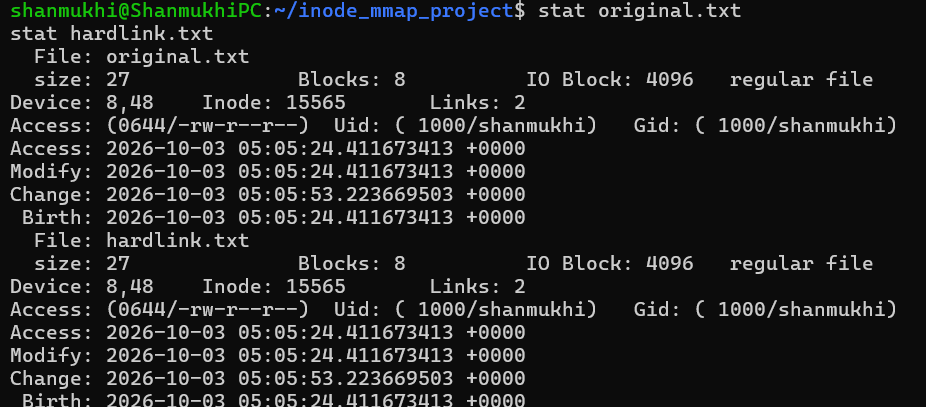 shanmukhi@ShanmukhiPC:~/inode_mmap_project$ stat original.txt
stat hardlink.txt
  File: original.txt
  size: 27              Blocks: 8          IO Block: 4096   regular file
Device: 8,48    Inode: 15565       Links: 2
Access: (0644/-rw-r--r--)  Uid: ( 1000/shanmukhi)   Gid: ( 1000/shanmukhi)
Access: 2026-10-03 05:05:24.411673413 +0000
Modify: 2026-10-03 05:05:24.411673413 +0000
Change: 2026-10-03 05:05:53.223669503 +0000
 Birth: 2026-10-03 05:05:24.411673413 +0000
  File: hardlink.txt
  size: 27              Blocks: 8          IO Block: 4096   regular file
Device: 8,48    Inode: 15565       Links: 2
Access: (0644/-rw-r--r--)  Uid: ( 1000/shanmukhi)   Gid: ( 1000/shanmukhi)
Access: 2026-10-03 05:05:24.411673413 +0000
Modify: 2026-10-03 05:05:24.411673413 +0000
Change: 2026-10-03 05:05:53.223669503 +0000
 Birth: 2026-10-03 05:05:24.411673413 +0000